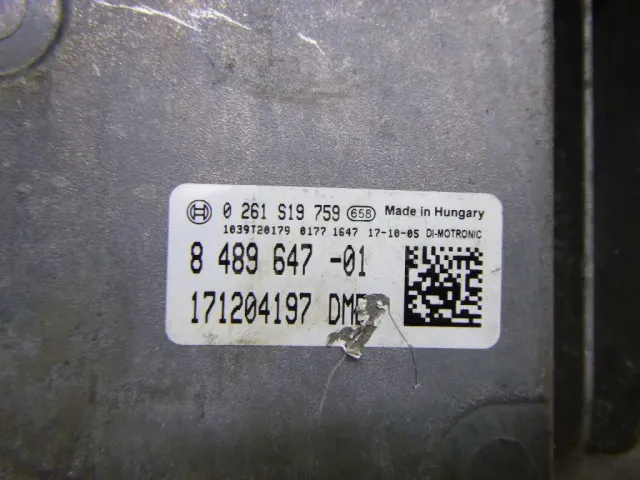 0 261 S19 759 658 Made in Hungary
1039T20179 0177 1647 17-10-05 DI-MOTRONIC
8 489 647 -01
171204197 DME